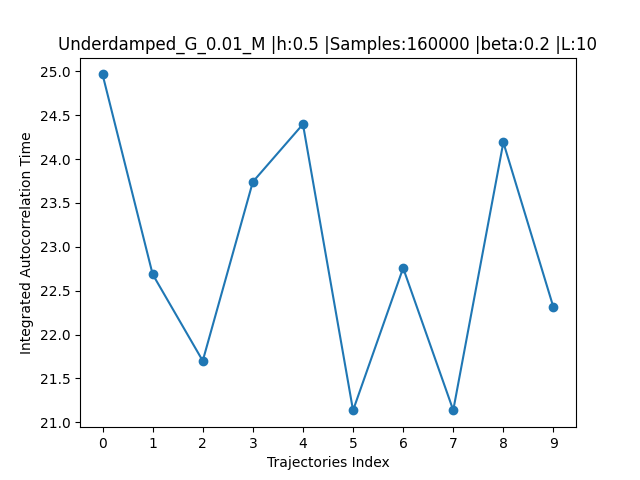 Underdamped_G_0.01_M |h:0.5 |Samples:160000 |beta:0.2 |L:10
Integrated Autocorrelation Time
25.0
24.5
24.0
23.5
23.0
22.5
22.0
21.5
21.0
0 1 2 3 4 5 6 7 8 9
Trajectories Index